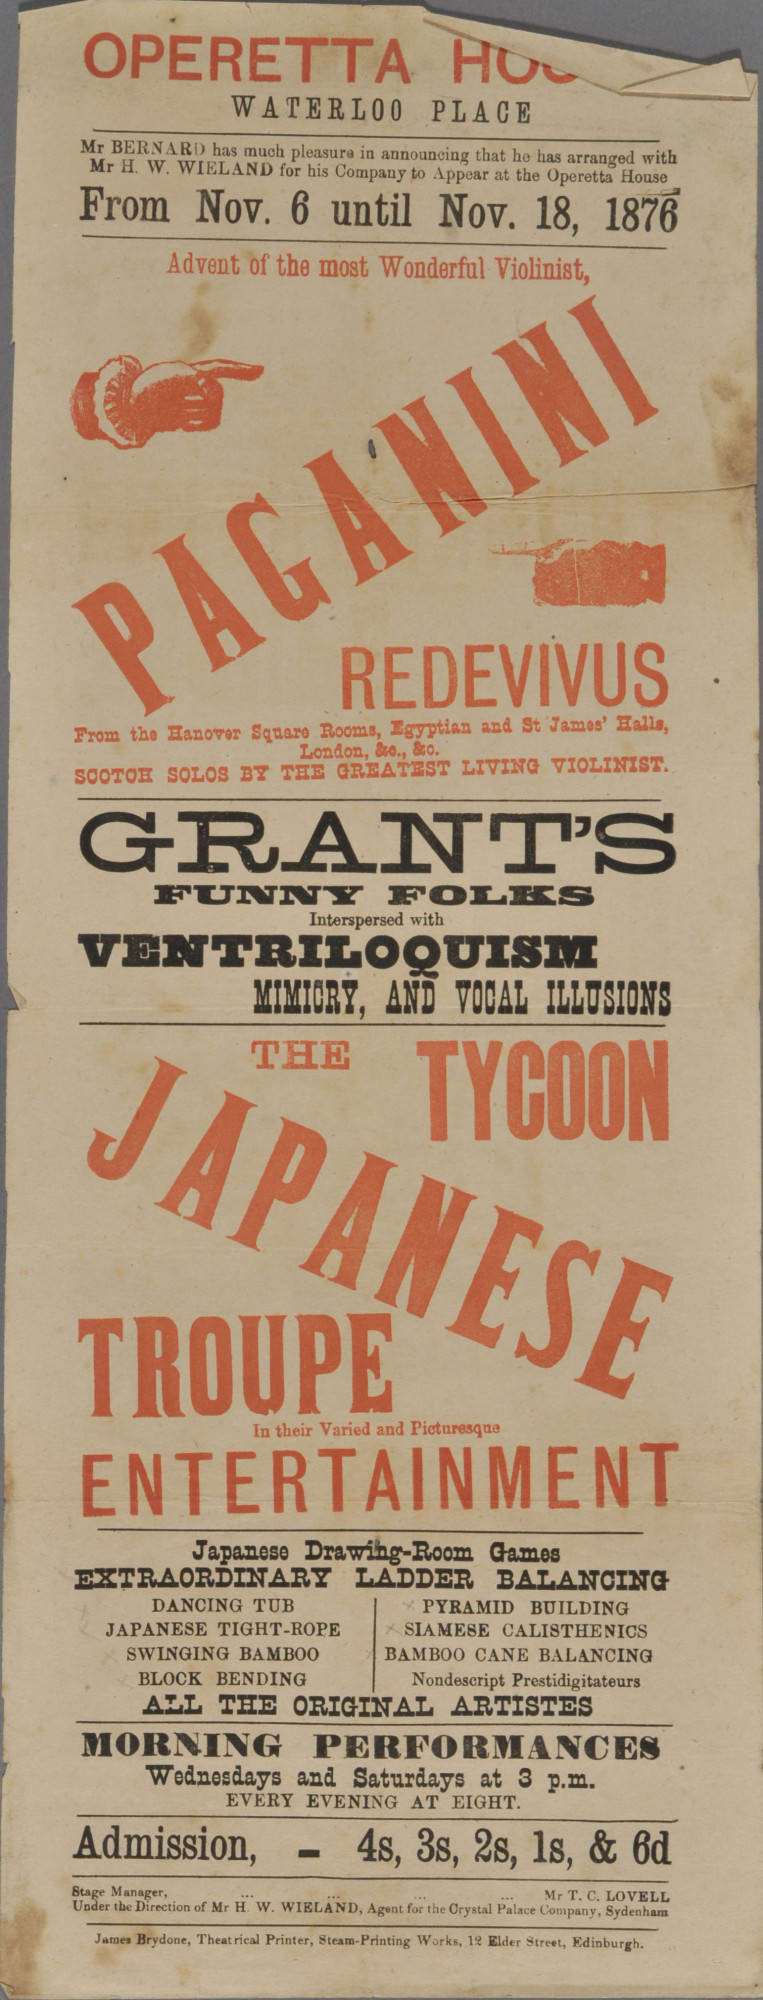 OPERETTA
WATERLOO PLACE
Mr BERNARD has much pleasure in announcing that he has arranged with
Mr H. W. WIELAND for his Company to Appear at the Operetta House
From Nov. 6 until Nov. 18, 1876
Advent of the most Wonderful Violinist,
PAGANINI
REDEVIVUS
From the Hanover Square Rooms, Egyptian and St James' Halls,
London, &c., &c.
SCOTCH SOLOS BY THE GREATEST LIVING VIOLINIST.
GRANT'S
FUNNY FOLKS
Interspersed with
VENTRILOQUISM
MIMICRY, AND VOCAL ILLUSIONS
THE TYCOON
JAPANESE
TROUPE
In their Varied and Picturesque
ENTERTAINMENT
Japanese Drawing-Room Games
EXTRAORDINARY LADDER BALANCING
DANCING TUB
JAPANESE TIGHT-ROPE
SWINGING BAMBOO
BLOCK BENDING
PYRAMID BUILDING
SIAMESE CALISTHENICS
BAMBOO CANE BALANCING
Nondescript Prestidigitateurs
ALL THE ORIGINAL ARTISTES
MORNING PERFORMANCES
Wednesdays and Saturdays at 3 p.m.
EVERY EVENING AT EIGHT.
Admission, - 4s, 3s, 2s, 1s, & 6d
Stage Manager, ... ... ... ... Mr T. C. LOVELL
Under the Direction of Mr H. W. WIELAND, Agent for the Crystal Palace Company, Sydenham
James Brydone, Theatrical Printer, Steam-Printing Works, 12 Elder Street, Edinburgh.